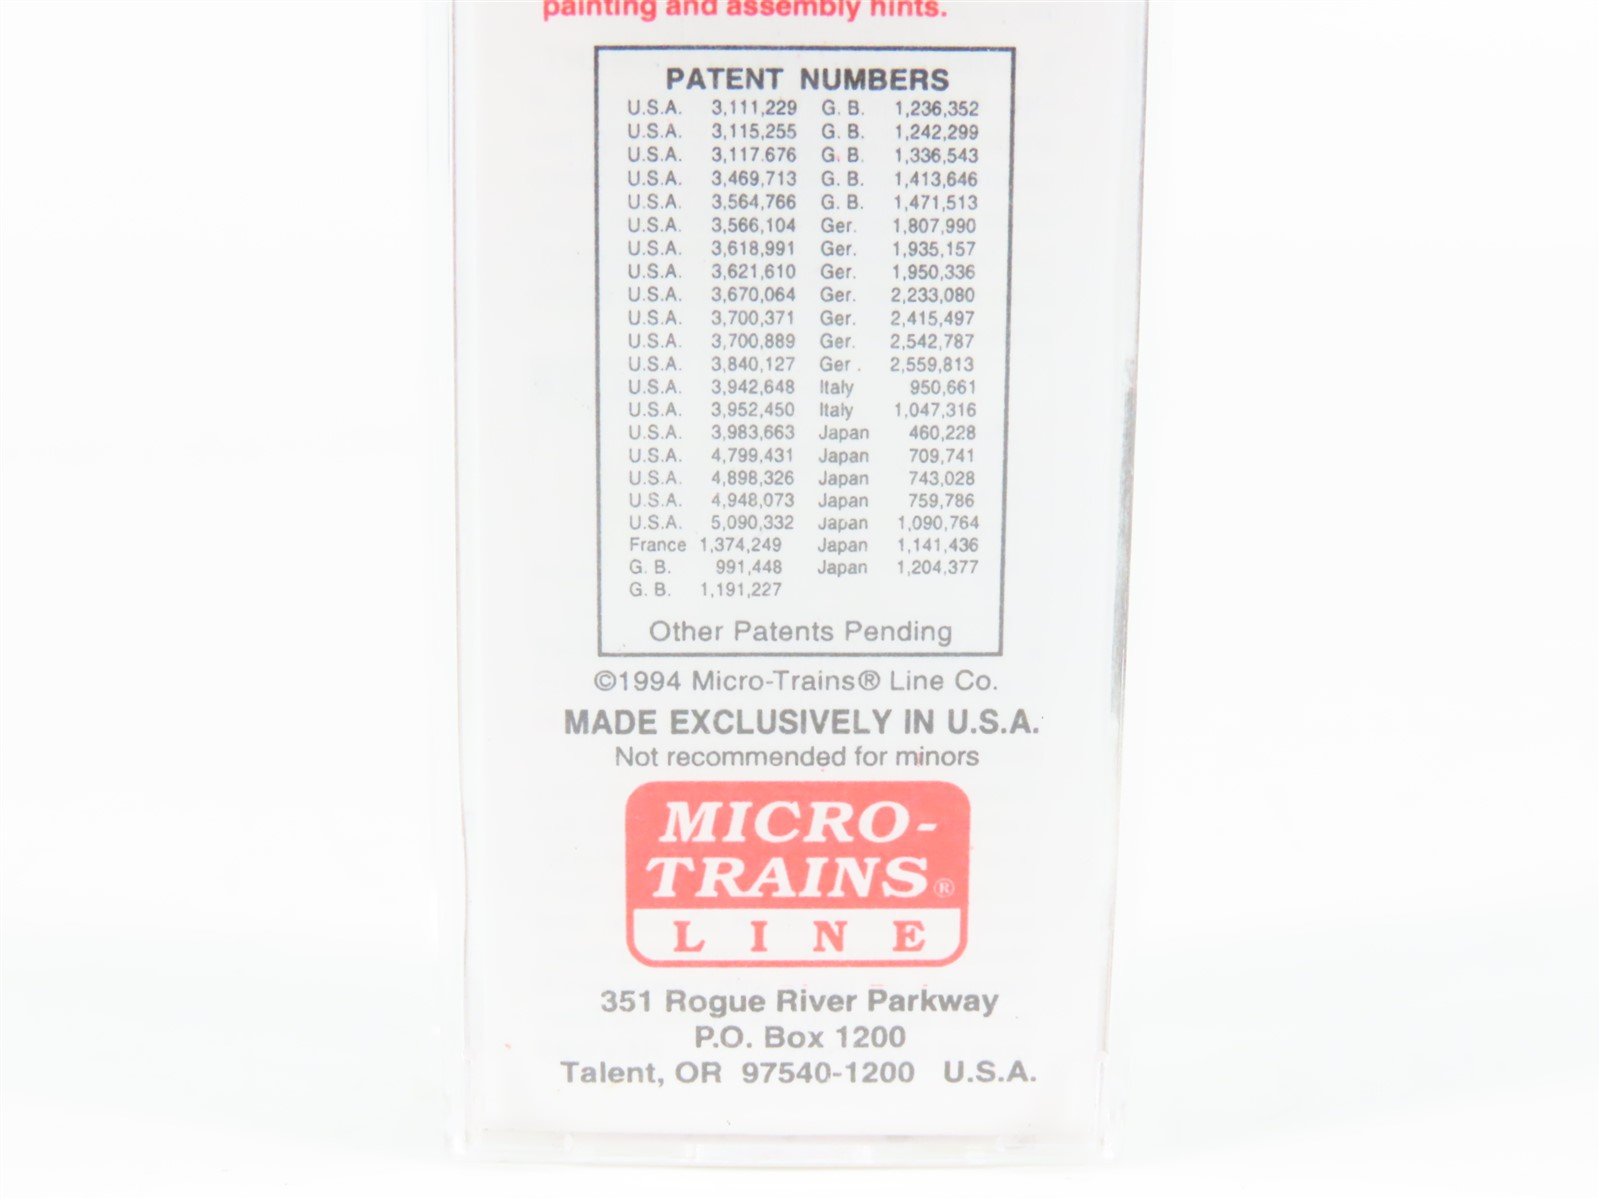 painting and assembly hints.
PATENT NUMBERS
U.S.A. 3,111,229 G. B. 1,236,352
U.S.A. 3,115,255 G. B. 1,242,299
U.S.A. 3,117.676 G. B. 1,336,543
U.S.A. 3,469,713 G. B. 1,413,646
U.S.A. 3,564,766 G. B. 1,471,513
U.S.A. 3,566,104 Ger. 1,807,990
U.S.A. 3,618,991 Ger. 1,935,157
U.S.A. 3,621,610 Ger. 1,950,336
U.S.A. 3,670,064 Ger. 2,233,080
U.S.A. 3,700,371 Ger. 2,415,497
U.S.A. 3,700,889 Ger. 2,542,787
U.S.A. 3,840,127 Ger . 2,559,813
U.S.A. 3,942,648 Italy 950,661
U.S.A. 3,952,450 Italy 1,047,316
U.S.A. 3,983,663 Japan 460,228
U.S.A. 4,799,431 Japan 709,741
U.S.A. 4,898,326 Japan 743,028
U.S.A. 4,948,073 Japan 759,786
U.S.A. 5,090,332 Japan 1,090,764
France 1,374,249 Japan 1,141,436
G. B. 991,448 Japan 1,204,377
G. B. 1,191,227
Other Patents Pending
©1994 Micro-Trains® Line Co.
MADE EXCLUSIVELY IN U.S.A.
Not recommended for minors
MICRO-
TRAINS®
LINE
351 Rogue River Parkway
P.O. Box 1200
Talent, OR 97540-1200 U.S.A.